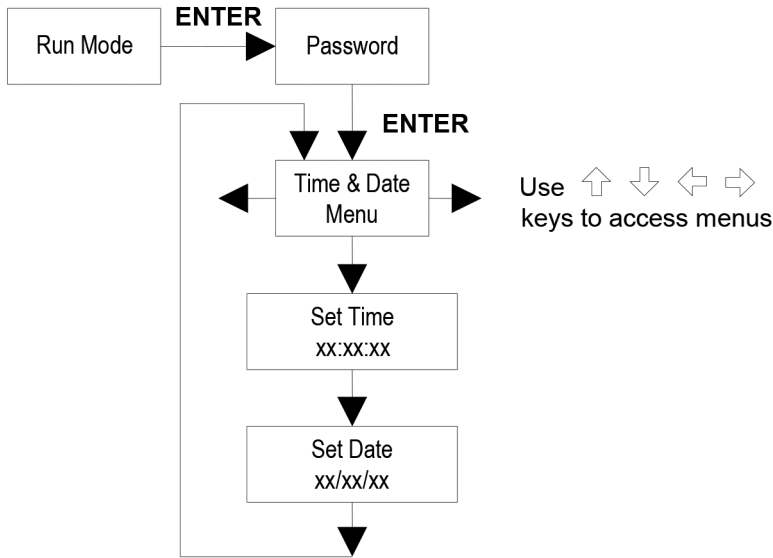 ENTER
Run Mode
Password
ENTER
Time & Date
Menu
Use
keys to access menus
Set Time
xx:xx:xx
Set Date
xx/xx/xx